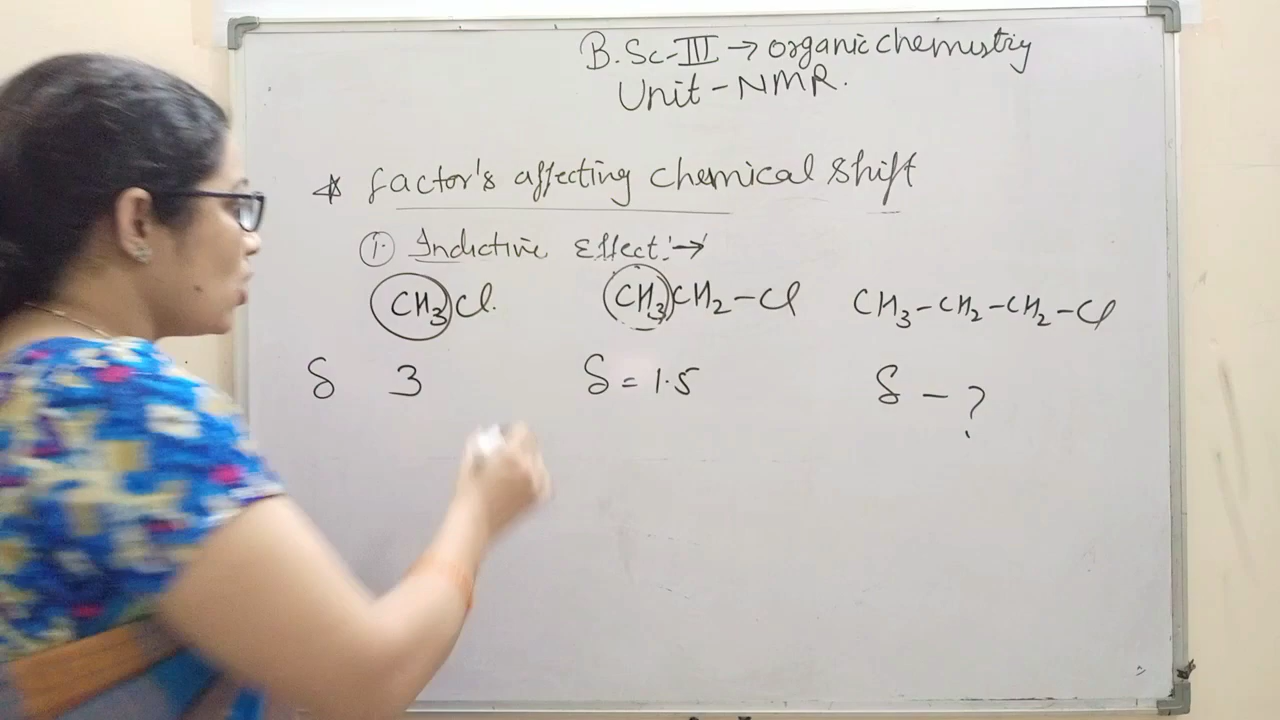 B.Sc-III → organic chemistry
Unit - NMR.
* factor's affecting chemical shift
① Inductive Effect:→
CH3Cl. CH3CH2-Cl CH3-CH2-CH2-Cl
δ 3 δ = 1.5 δ - ?